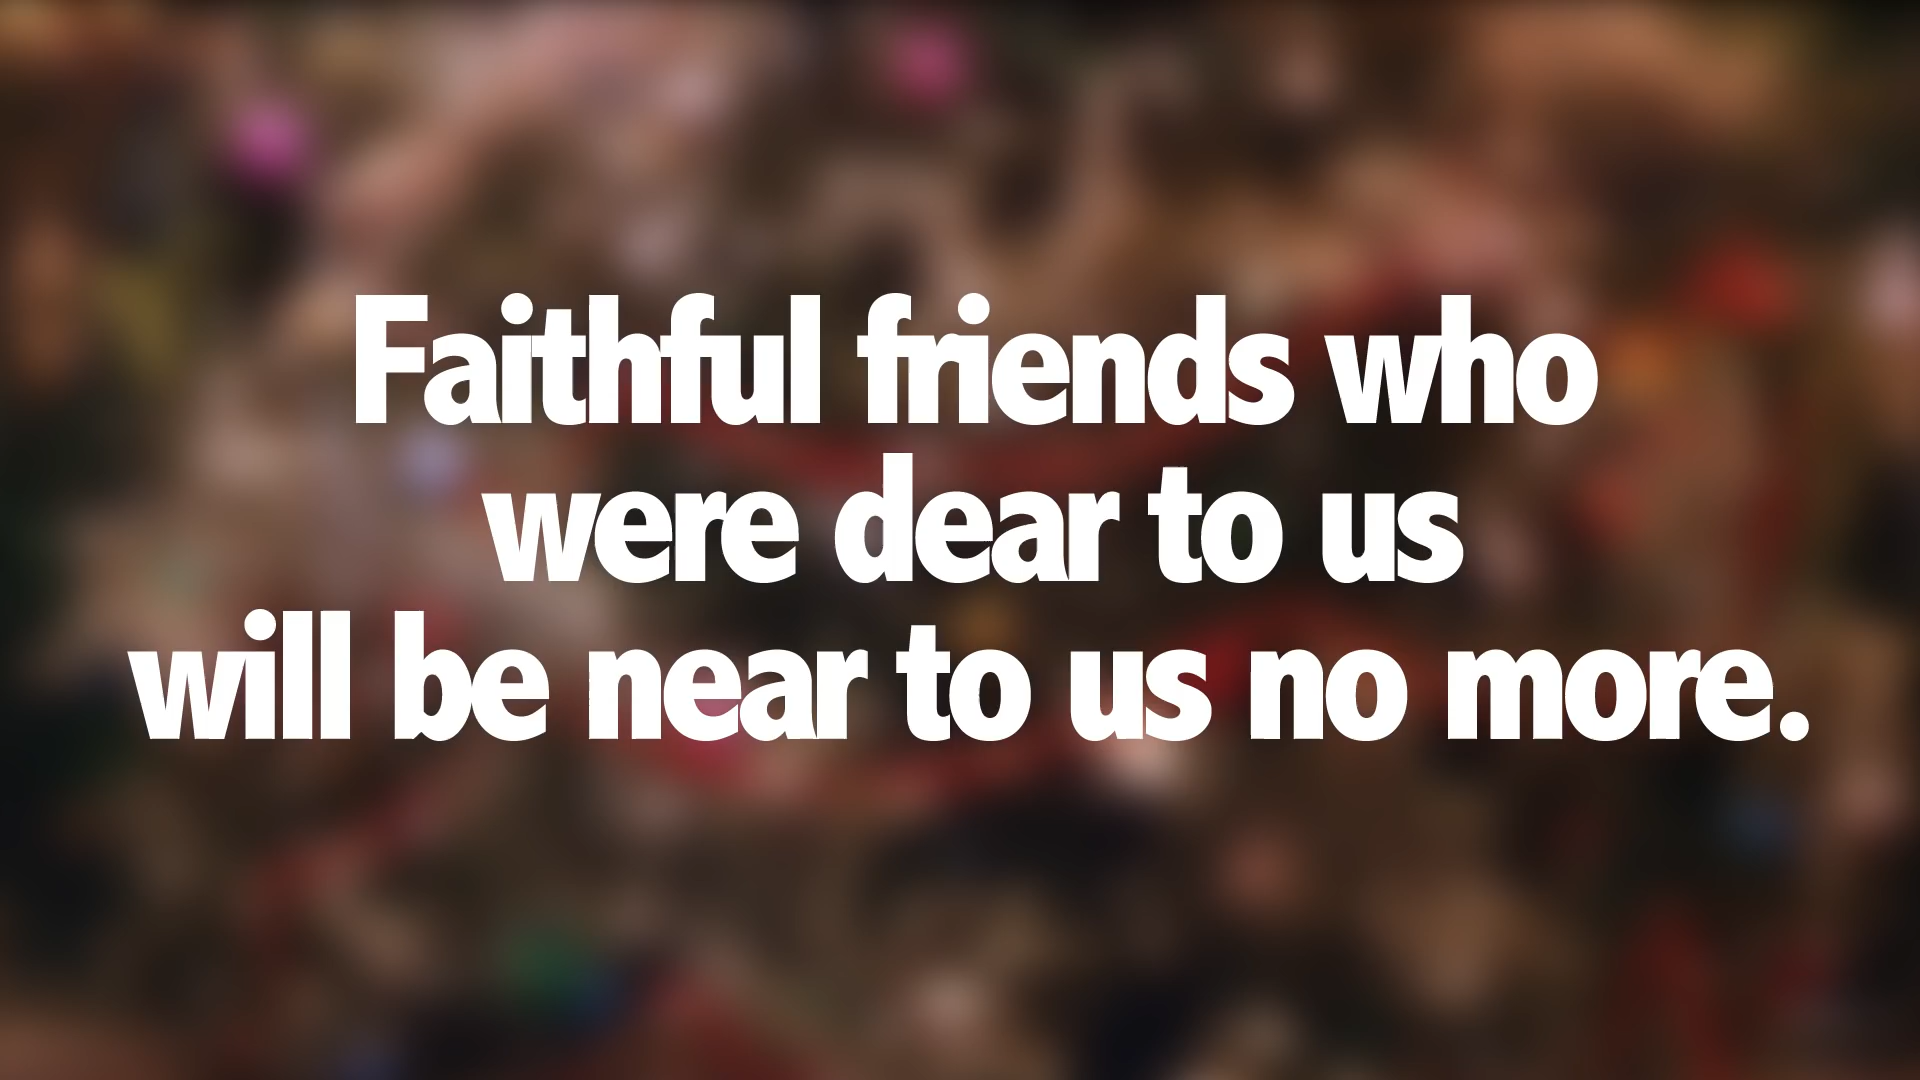 Faithful friends who
were dear to us
will be near to us no more.